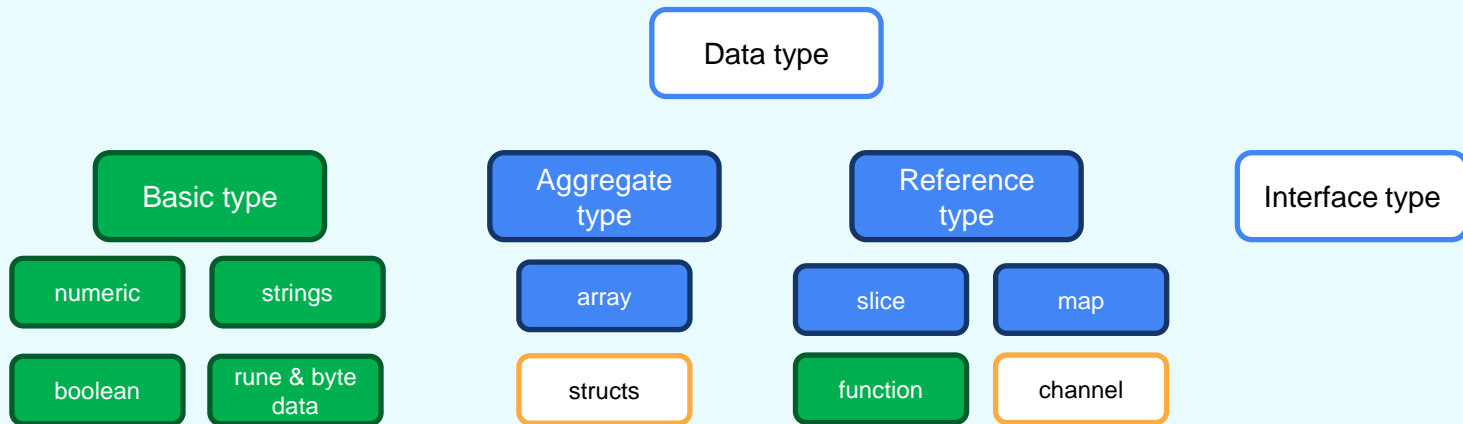 Data type
Basic type
Aggregate
type
Reference
type
Interface type
numeric
strings
array
slice
map
boolean
rune & byte
data
structs
function
channel